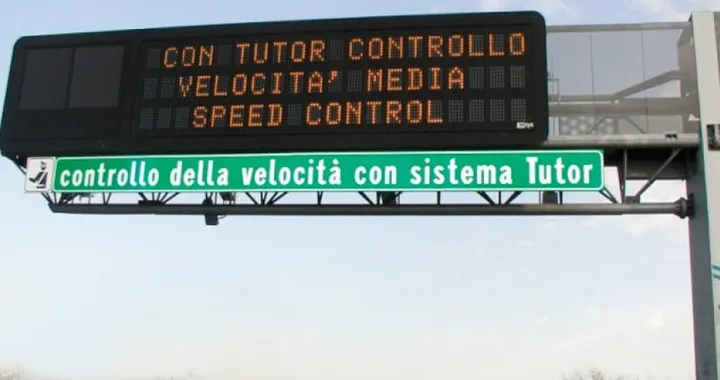 CON TUTOR CONTROLLO
VELOCITA' MEDIA
SPEED CONTROL
controllo della velocità con sistema Tutor